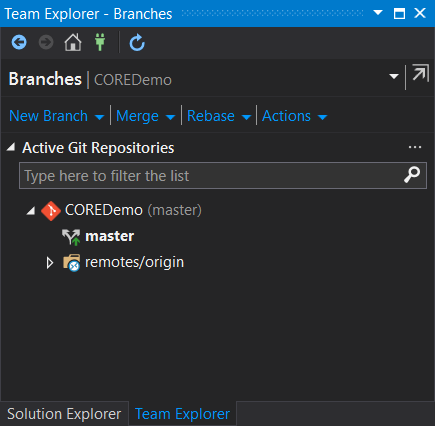 Team Explorer - Branches
Branches | COREDemo
New Branch Merge Rebase Actions
Active Git Repositories ...
Type here to filter the list
COREDemo (master)
master
remotes/origin
Solution Explorer Team Explorer